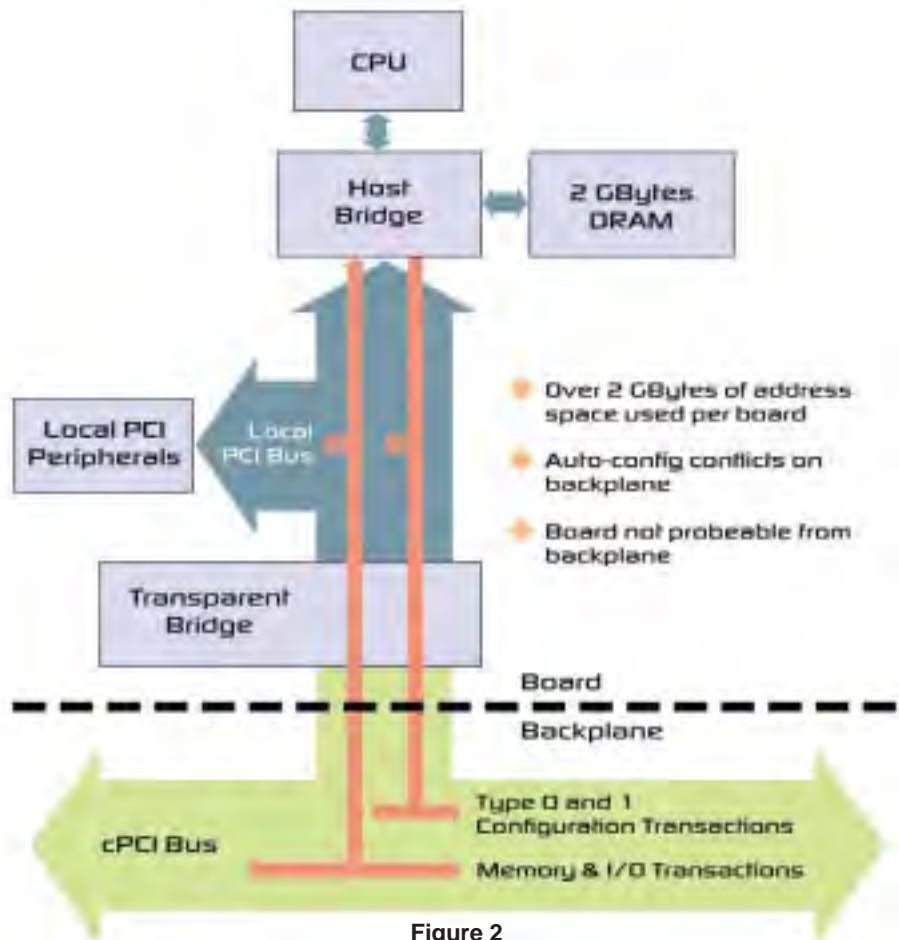 CPU
Host
Bridge
2 GBytes
DRAM
Local PCI
Peripherals
Local
PCI Bus
Over 2 GBytes of address
space used per board
Auto-config conflicts on
backplane
Board not probeable from
backplane
Transparent
Bridge
Board
Backplane
cPCI Bus
Type 0 and 1
Configuration Transactions
Memory & I/O Transactions
Figure 2